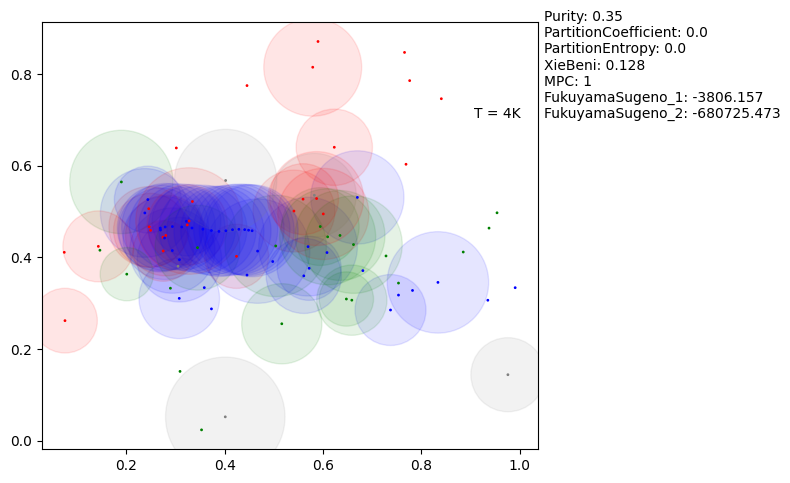 Purity: 0.35
PartitionCoefficient: 0.0
PartitionEntropy: 0.0
XieBeni: 0.128
MPC: 1
FukuyamaSugeno_1: -3806.157
FukuyamaSugeno_2: -680725.473
T = 4K
0.8
0.6
0.4
0.2
0.0
0.2 0.4 0.6 0.8 1.0